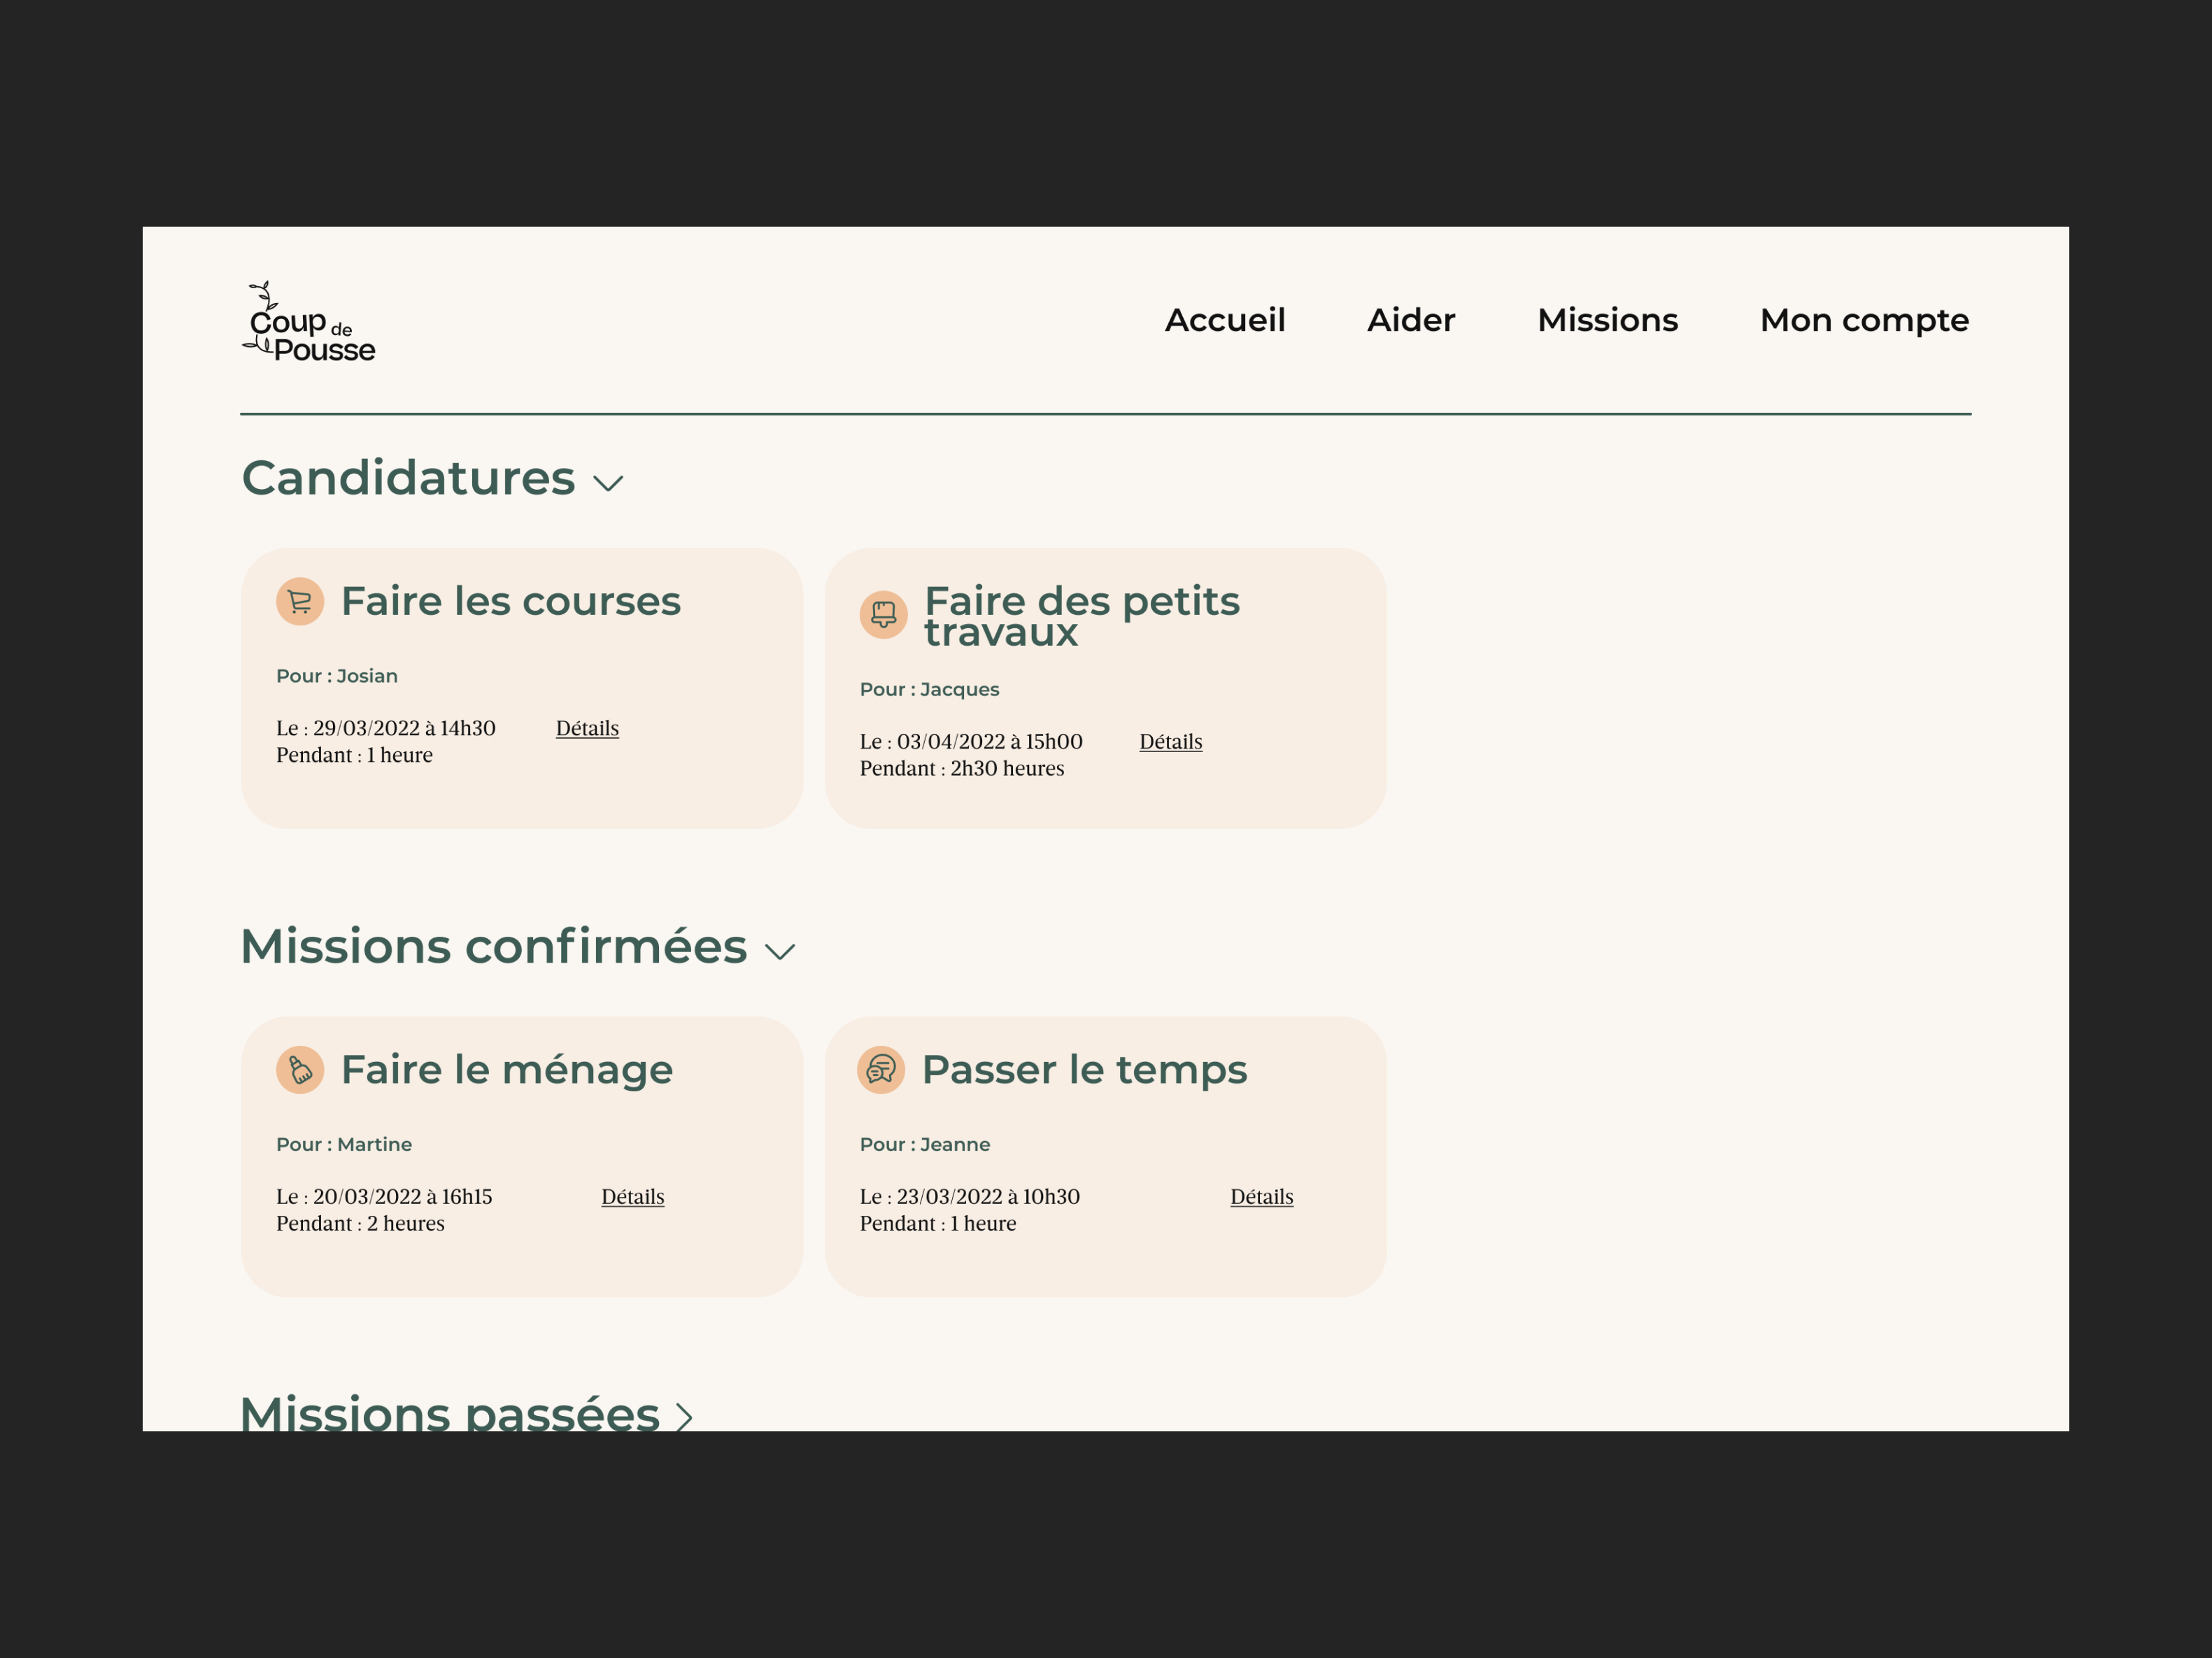 Coup de
Pousse
Accueil Aider Missions Mon compte
Candidatures
Faire les courses
Pour : Josian
Le : 29/03/2022 à 14h30 Détails
Pendant : 1 heure
Faire des petits
travaux
Pour : Jacques
Le : 03/04/2022 à 15h00 Détails
Pendant : 2h30 heures
Missions confirmées
Faire le ménage
Pour : Martine
Le : 20/03/2022 à 16h15 Détails
Pendant : 2 heures
Passer le temps
Pour : Jeanne
Le : 23/03/2022 à 10h30 Détails
Pendant : 1 heure
Missions passées